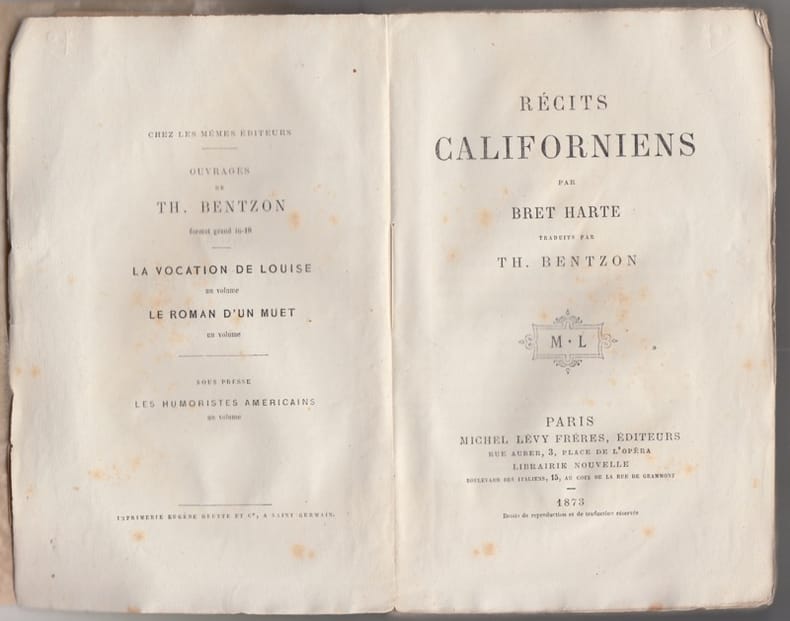 CHEZ LES MÊMES ÉDITEURS
OUVRAGES
DE
TH. BENTZON
format grand in-18
LA VOCATION DE LOUISE
un volume
LE ROMAN D'UN MUET
un volume
SOUS PRESSE
LES HUMORISTES AMERICAINS
un volume
IMPRIMERIE EUGÈNE HEUTTE ET Cᵉ, A SAINT GERMAIN.
RÉCITS
CALIFORNIENS
PAR
BRET HARTE
TRADUITS PAR
TH. BENTZON
M · L
PARIS
MICHEL LÉVY FRÈRES, ÉDITEURS
RUE AUBER, 3, PLACE DE L'OPÉRA
LIBRAIRIE NOUVELLE
BOULEVARD DES ITALIENS, 15, AU COIN DE LA RUE DE GRAMMONT
1873
Droits de reproduction et de traduction réservés